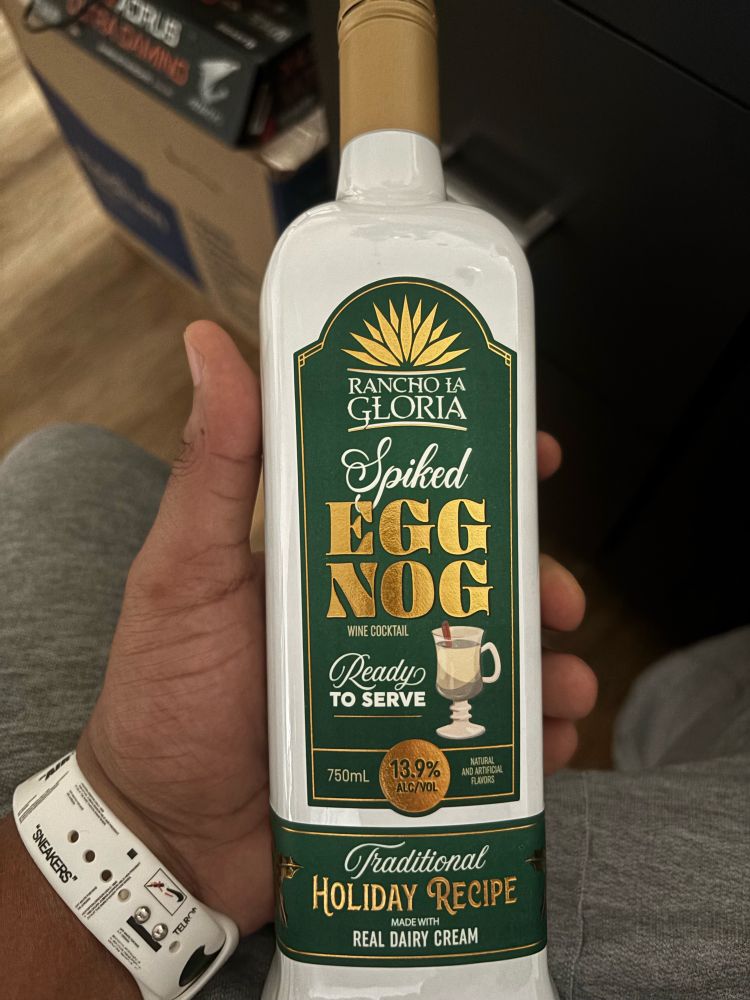 RANCHO LA
GLORIA
Spiked
EGG
NOG
WINE COCKTAIL
Ready
TO SERVE
750mL
13.9%
ALC/VOL
NATURAL
AND ARTIFICIAL
FLAVORS
Traditional
HOLIDAY RECIPE
MADE WITH
REAL DAIRY CREAM
"SNEAKERS"